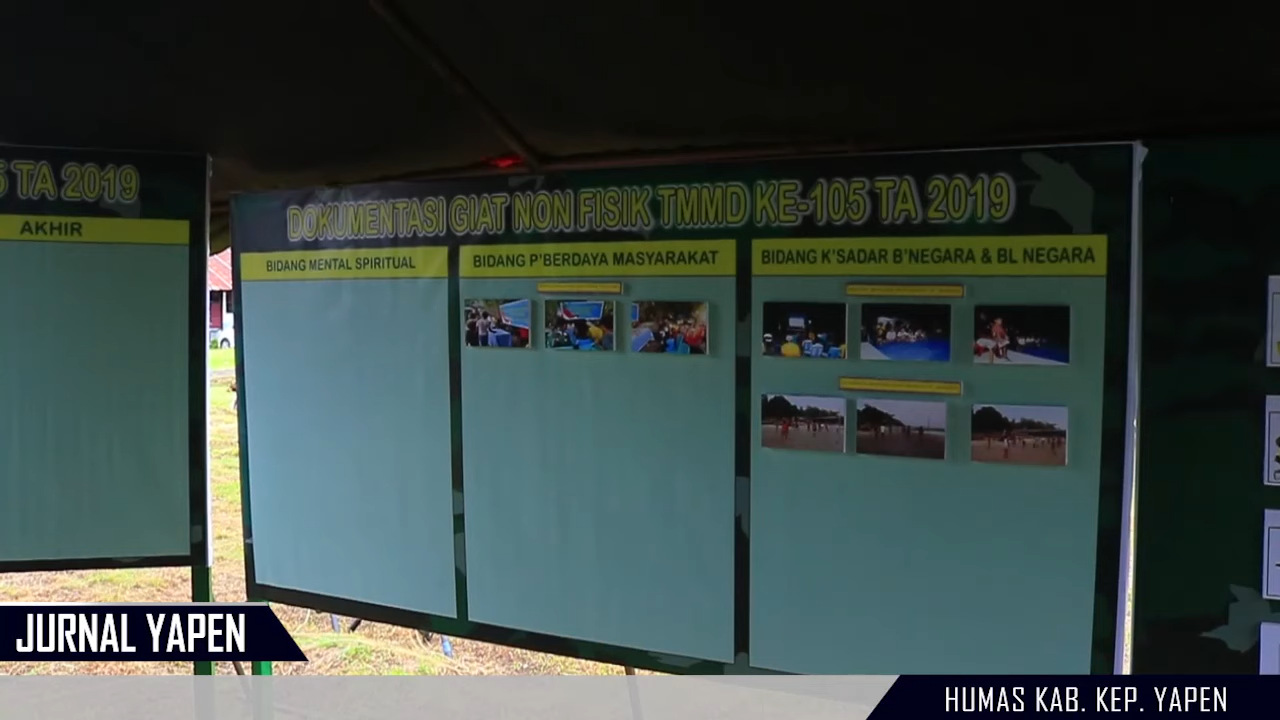 5 TA 2019
AKHIR
DOKUMENTASI GIAT NON FISIK TMMD KE-105 TA 2019
BIDANG MENTAL SPIRITUAL
BIDANG P'BERDAYA MASYARAKAT
BIDANG K'SADAR B'NEGARA & BL NEGARA
JURNAL YAPEN
HUMAS KAB. KEP. YAPEN